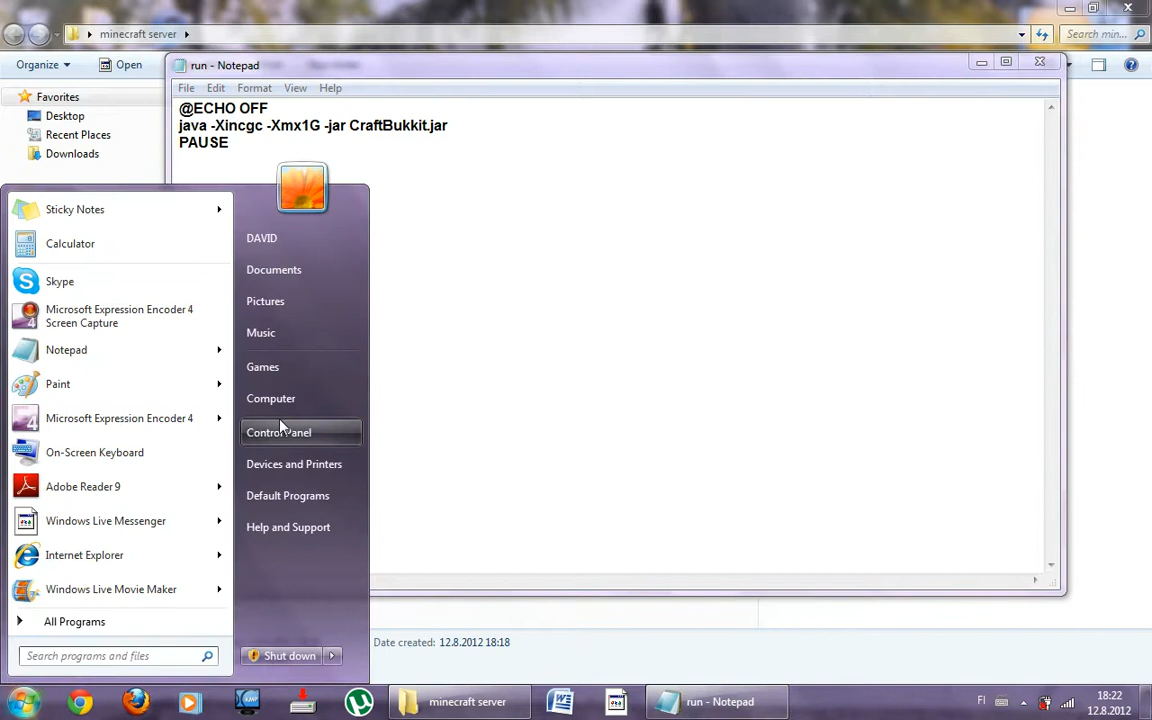 minecraft server
Search min...
Organize
Open
run - Notepad
File Edit Format View Help
Favorites
Desktop
Recent Places
Downloads
@ECHO OFF
java -Xincgc -Xmx1G -jar CraftBukkit.jar
PAUSE
Sticky Notes
Calculator
Skype
Microsoft Expression Encoder 4
Screen Capture
Notepad
Paint
Microsoft Expression Encoder 4
On-Screen Keyboard
Adobe Reader 9
Windows Live Messenger
Internet Explorer
Windows Live Movie Maker
All Programs
Search programs and files
DAVID
Documents
Pictures
Music
Games
Computer
Control Panel
Devices and Printers
Default Programs
Help and Support
Shut down
Date created: 12.8.2012 18:18
minecraft server
run - Notepad
FI
18:22
12.8.2012